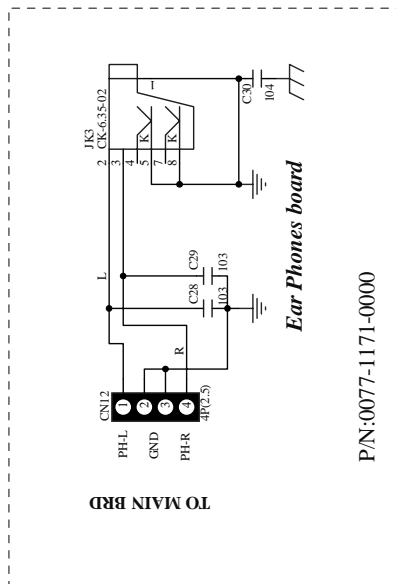 JK3
CK-6.35-02
1
2
3
4
5
7
8
K
K
C30
104
L
R
C29
103
C28
103
CN12
1
2
3
4
4P(2.5)
PH-L
GND
PH-R
TO MAIN BRD
Ear Phones board
P/N:0077-1171-0000